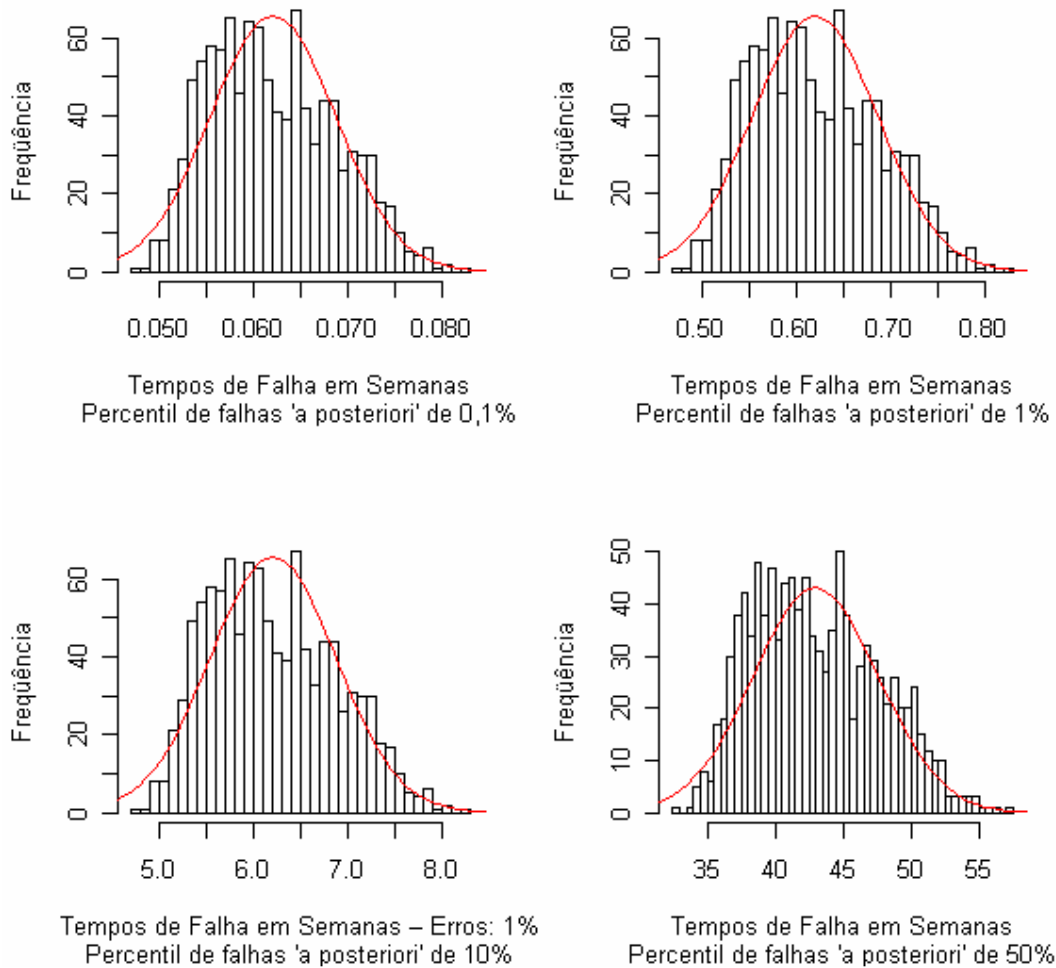 Freqüência
60
40
20
0
0.050 0.060 0.070 0.080
Tempos de Falha em Semanas
Percentil de falhas 'a posteriori' de 0,1%
Freqüência
60
40
20
0
0.50 0.60 0.70 0.80
Tempos de Falha em Semanas
Percentil de falhas 'a posteriori' de 1%
Freqüência
60
40
20
0
5.0 6.0 7.0 8.0
Tempos de Falha em Semanas – Erros: 1%
Percentil de falhas 'a posteriori' de 10%
Freqüência
50
40
30
20
10
0
35 40 45 50 55
Tempos de Falha em Semanas
Percentil de falhas 'a posteriori' de 50%